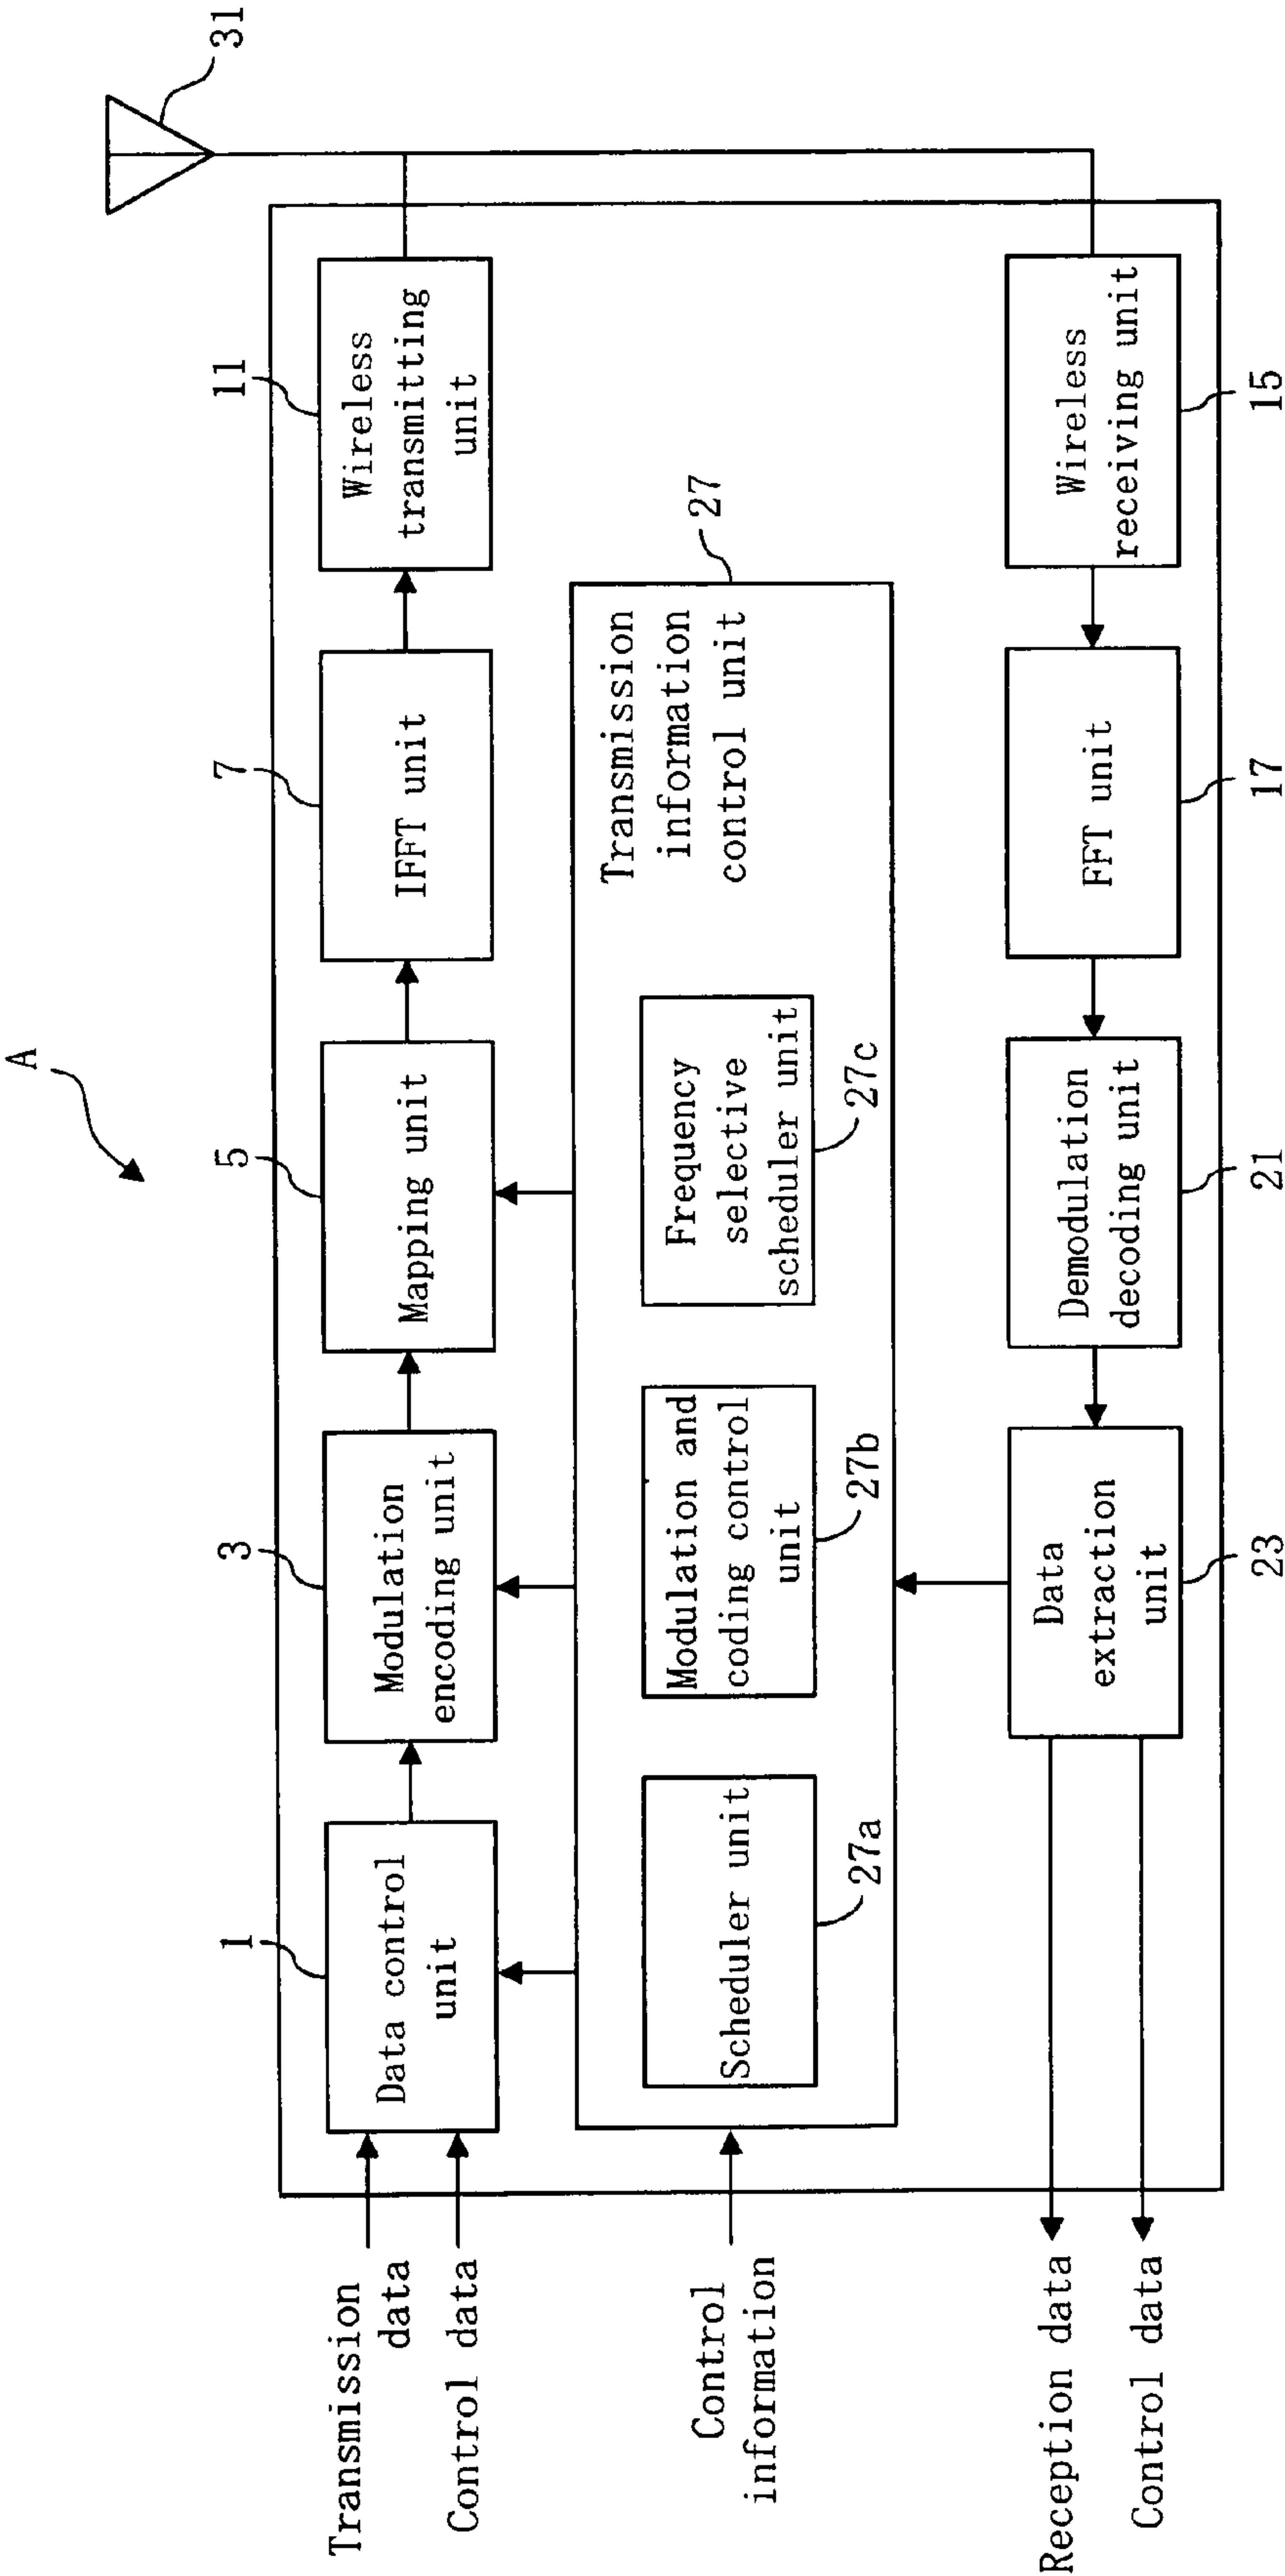 A
31
1
3
5
7
11
Transmission
data
Control data
Data control
unit
Modulation
encoding unit
Mapping unit
IFFT unit
Wireless
transmitting
unit
27
Control
information
Scheduler unit
27a
Modulation and
coding control
unit
27b
Frequency
selective
scheduler unit
27c
Transmission
information
control unit
Reception data
Control data
Data
extraction
unit
Demodulation
decoding unit
FFT unit
Wireless
receiving unit
23
21
17
15